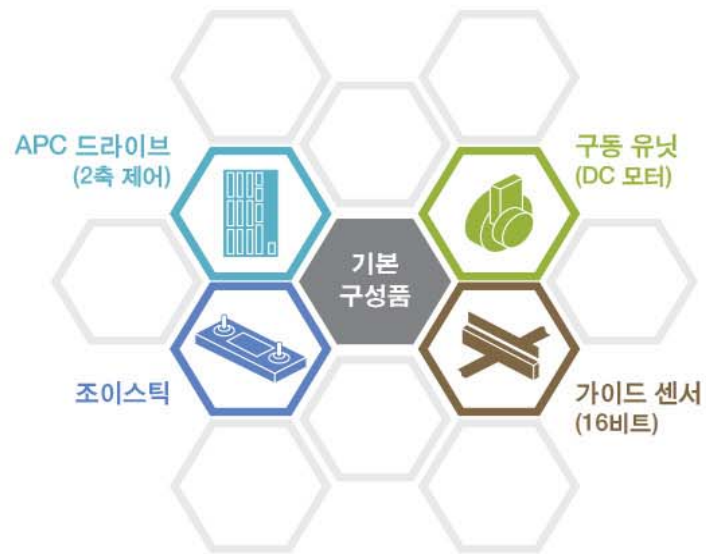 APC 드라이브
(2축 제어)
구동 유닛
(DC 모터)
기본
구성품
조이스틱
가이드 센서
(16비트)